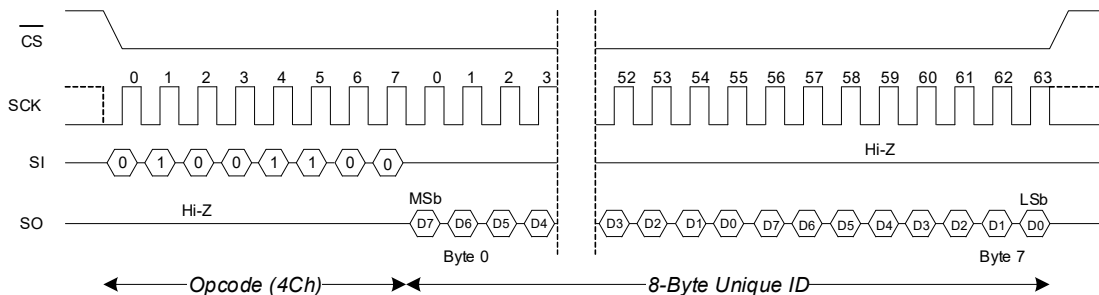 CS
0 1 2 3 4 5 6 7 0 1 2 3 52 53 54 55 56 57 58 59 60 61 62 63
SCK
Hi-Z
SI 0 1 0 0 1 1 0 0
MSb LSb
Hi-Z
SO D7 D6 D5 D4 D3 D2 D1 D0 D7 D6 D5 D4 D3 D2 D1 D0
Byte 0 Byte 7
Opcode (4Ch) 8-Byte Unique ID